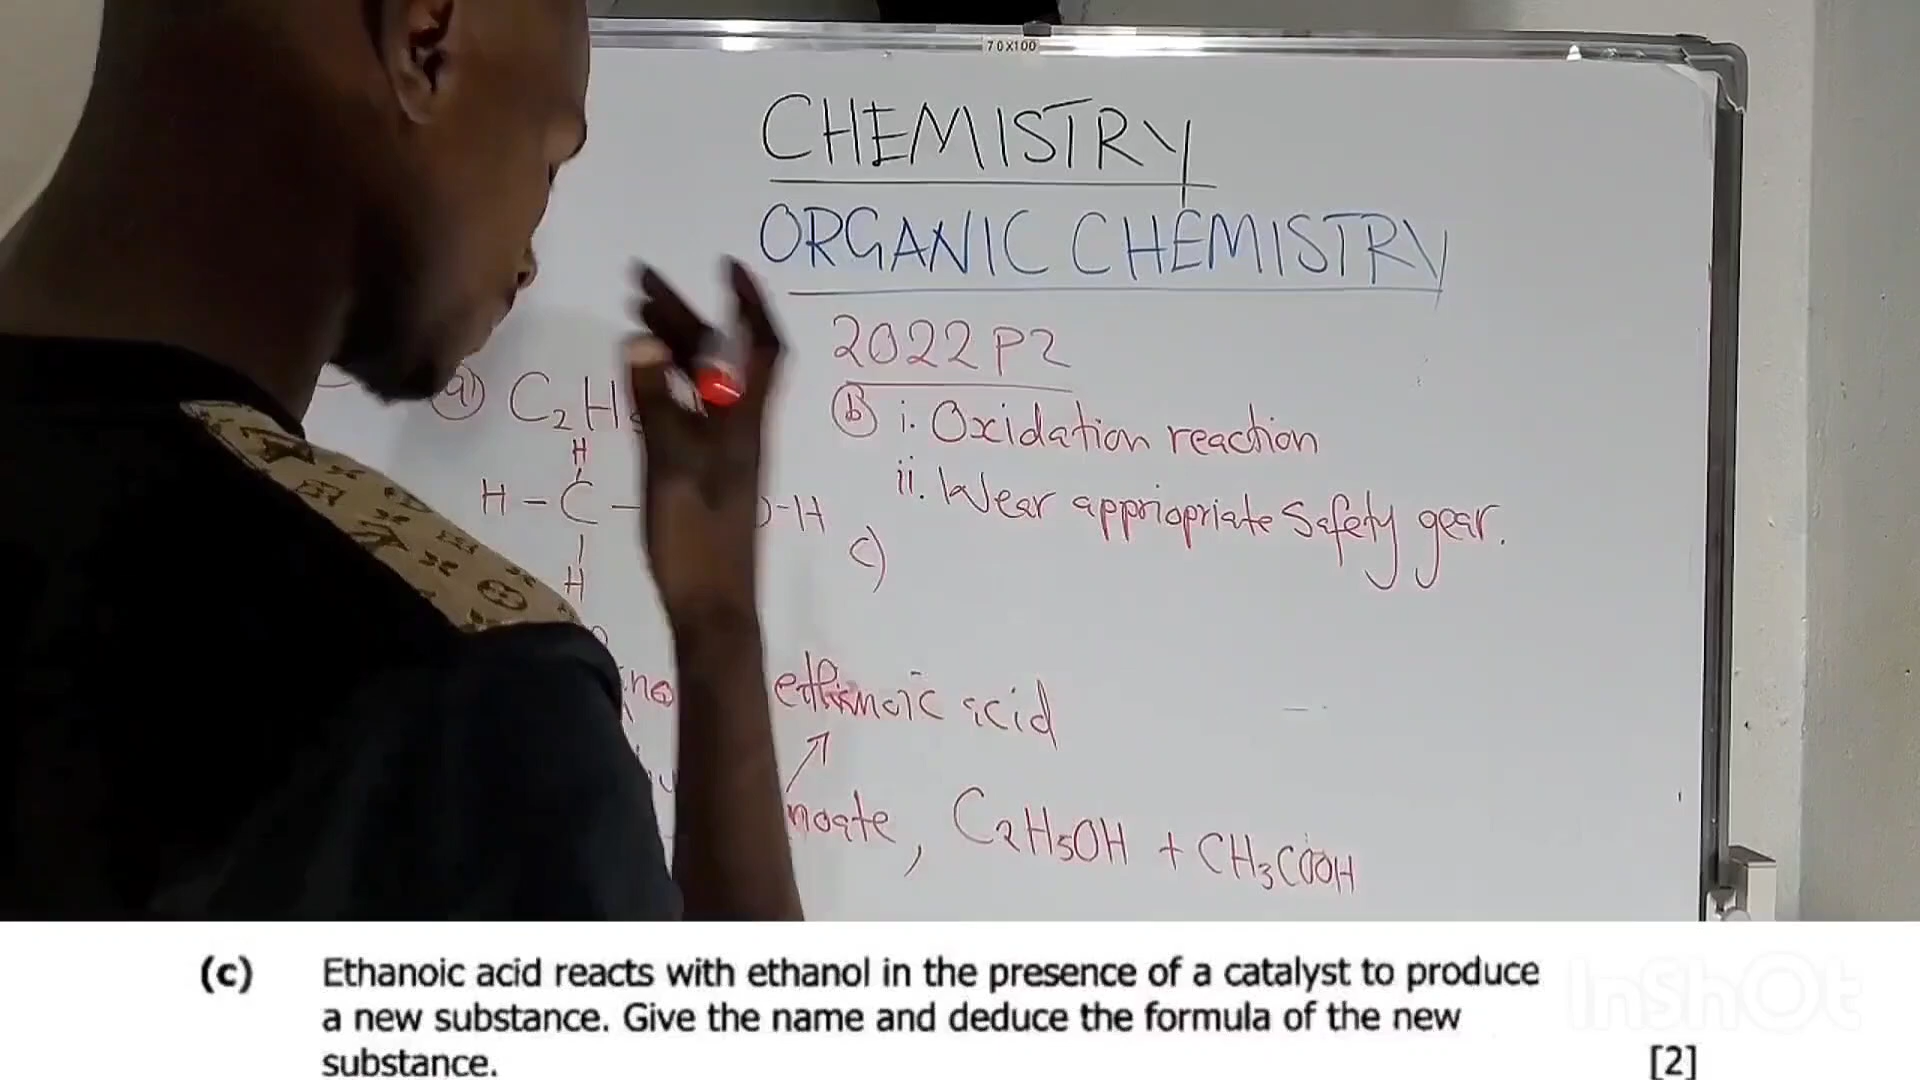 70X100
CHEMISTRY
ORGANIC CHEMISTRY
2022 P2
a) C2H5
b i. Oxidation reaction
H
H-C- O-H
ii. Wear appriopriate safety gear.
c)
H
ethanoic acid
noate, C2H5OH + CH3COOH
(c) Ethanoic acid reacts with ethanol in the presence of a catalyst to produce
a new substance. Give the name and deduce the formula of the new
substance. [2]
InShOt